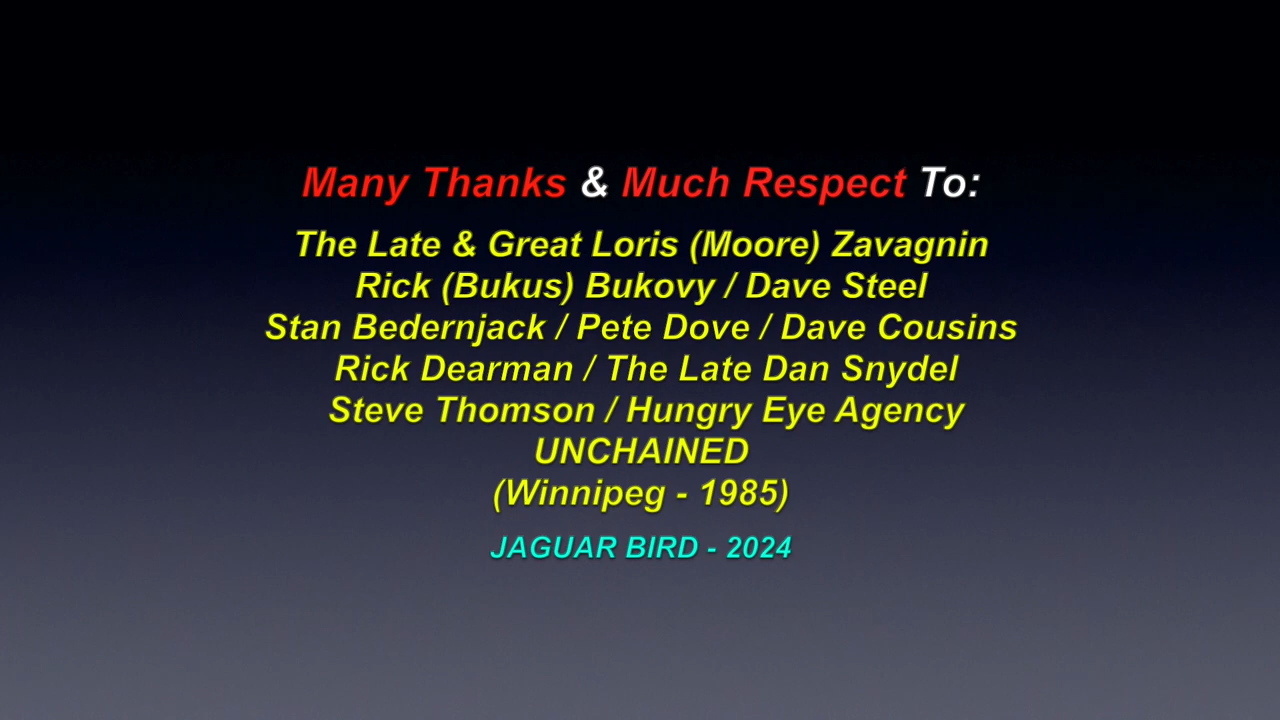 Many Thanks & Much Respect To:
The Late & Great Loris (Moore) Zavagnin
Rick (Bukus) Bukovy / Dave Steel
Stan Bedernjack / Pete Dove / Dave Cousins
Rick Dearman / The Late Dan Snydel
Steve Thomson / Hungry Eye Agency
UNCHAINED
(Winnipeg - 1985)
JAGUAR BIRD - 2024